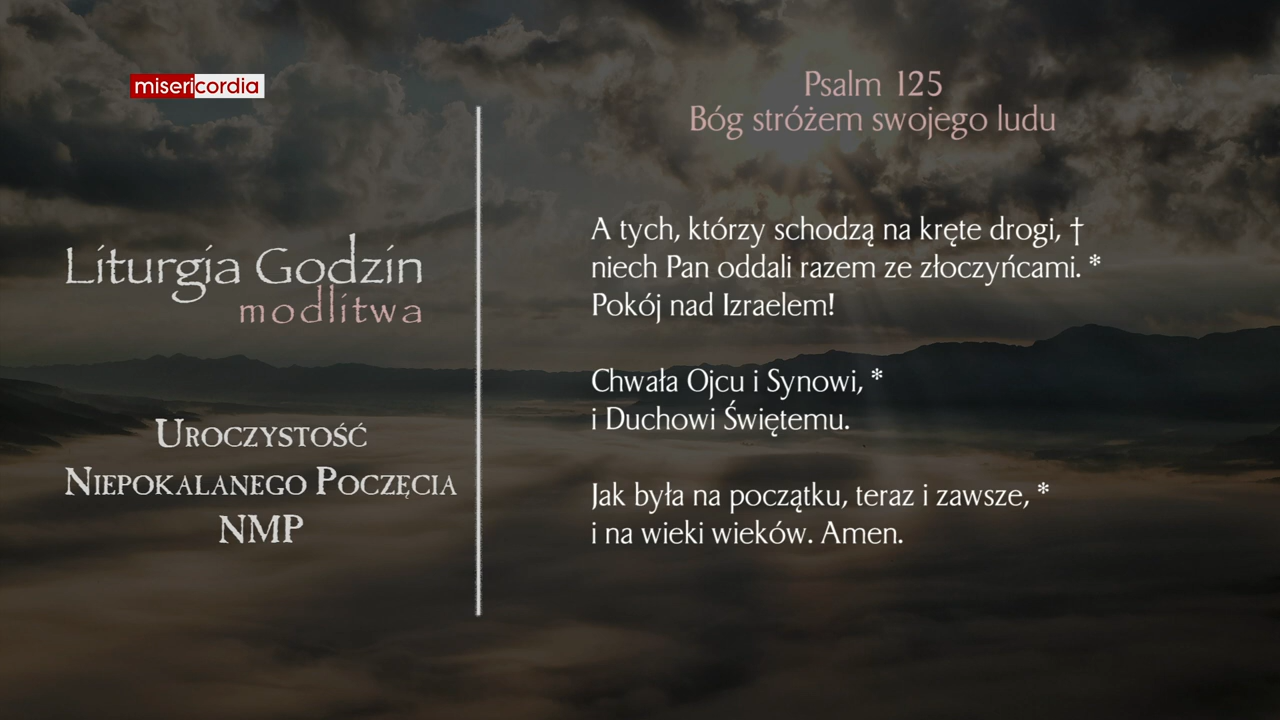 misericordia
Liturgia Godzin
modlitwa
Uroczystość
Niepokalanego Poczęcia
NMP
Psalm 125
Bóg stróżem swojego ludu
A tych, którzy schodzą na kręte drogi, †
niech Pan oddali razem ze złoczyńcami. *
Pokój nad Izraelem!
Chwała Ojcu i Synowi, *
i Duchowi Świętemu.
Jak była na początku, teraz i zawsze, *
i na wieki wieków. Amen.